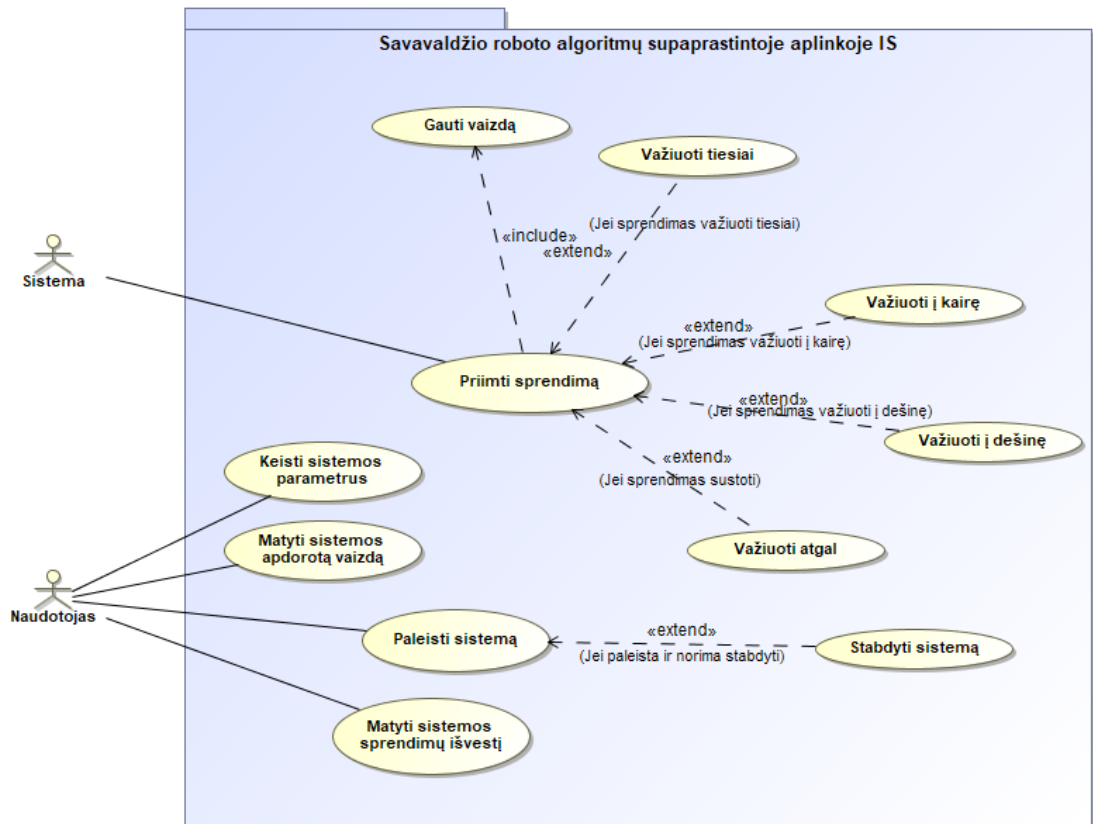 Savavaldžio roboto algoritmų supaprastintoje aplinkoje IS
Gauti vaizdą
Važiuoti tiesiai
(Jei sprendimas važiuoti tiesiai)
«include»
«extend»
Sistema
Važiuoti į kairę
«extend»
(Jei sprendimas važiuoti į kairę)
Priimti sprendimą
«extend»
(Jei sprendimas važiuoti į dešinę)
Važiuoti į dešinę
Keisti sistemos
parametrus
«extend»
(Jei sprendimas sustoti)
Matyti sistemos
apdorotą vaizdą
Važiuoti atgal
Naudotojas
Paleisti sistemą
«extend»
(Jei paleista ir norima stabdyti)
Stabdyti sistemą
Matyti sistemos
sprendimų išvestį